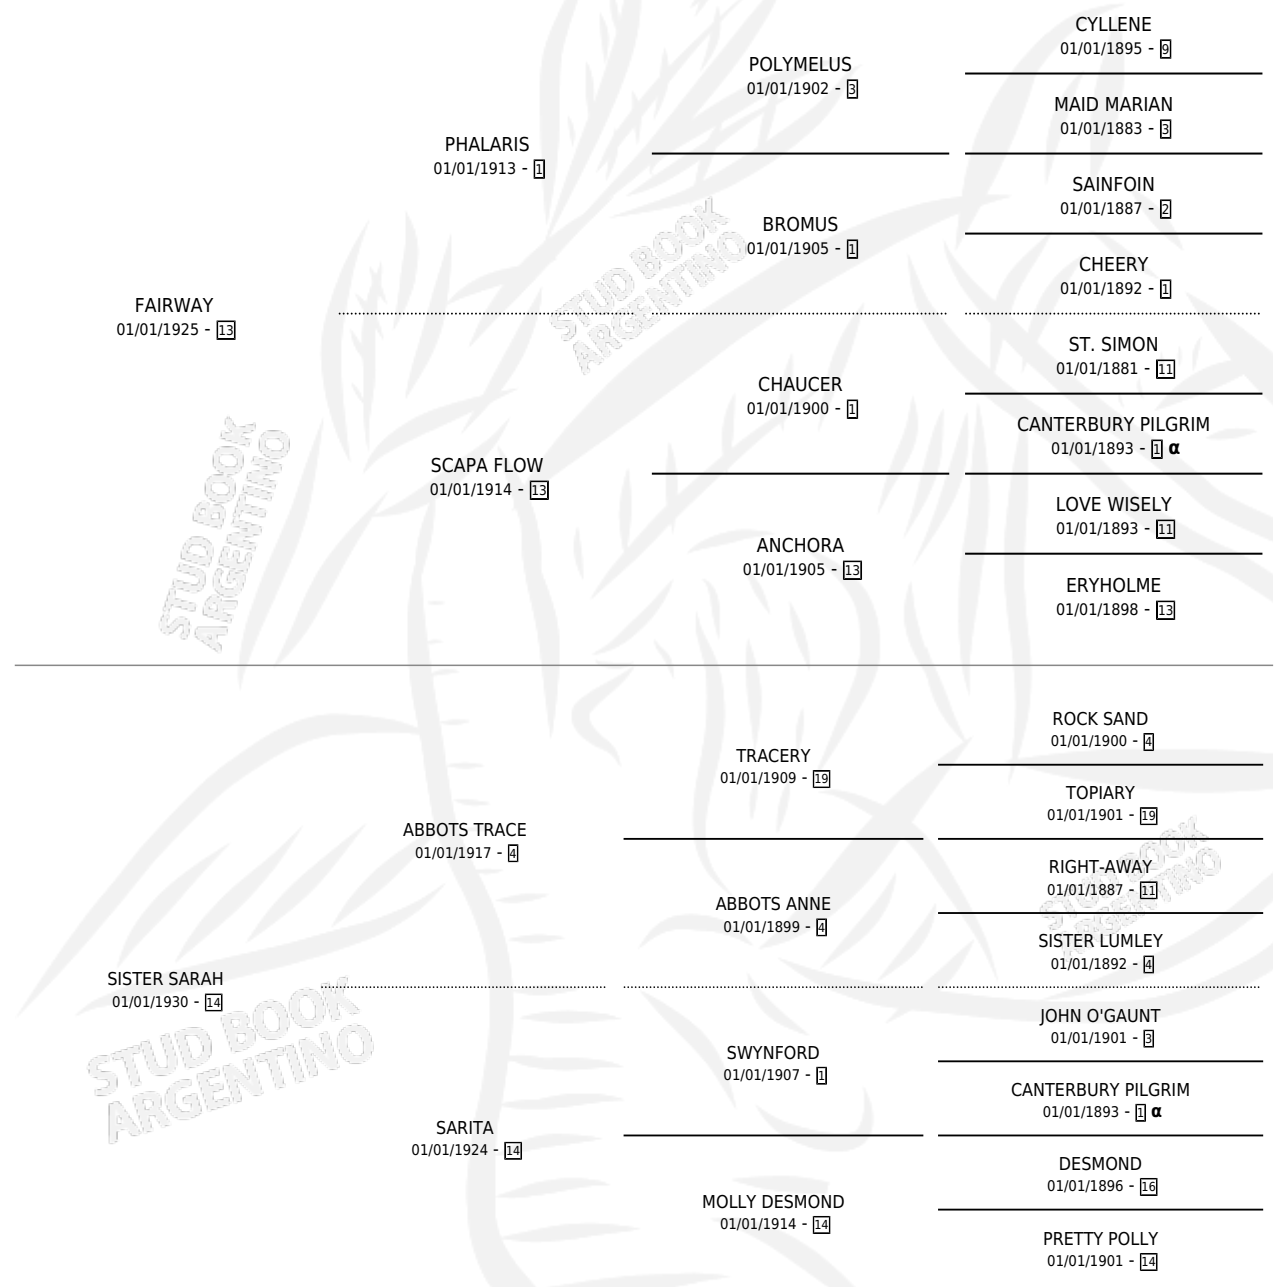 CYLLENE
01/01/1895 - 9
POLYMELUS
01/01/1902 - 3
MAID MARIAN
01/01/1883 - 3
PHALARIS
01/01/1913 - 1
SAINFOIN
01/01/1887 - 2
BROMUS
01/01/1905 - 1
CHEERY
01/01/1892 - 1
FAIRWAY
01/01/1925 - 13
STUD BOOK
ARGENTINO
ST. SIMON
01/01/1881 - 11
CHAUCER
01/01/1900 - 1
CANTERBURY PILGRIM
01/01/1893 - 1 α
SCAPA FLOW
01/01/1914 - 13
LOVE WISELY
01/01/1893 - 11
ANCHORA
01/01/1905 - 13
STUD BOOK
ARGENTINO
ERYHOLME
01/01/1898 - 13
ROCK SAND
01/01/1900 - 4
TRACERY
01/01/1909 - 19
TOPIARY
01/01/1901 - 19
ABBOTS TRACE
01/01/1917 - 4
RIGHT-AWAY
01/01/1887 - 11
STUD BOOK
ARGENTINO
ABBOTS ANNE
01/01/1899 - 4
SISTER LUMLEY
01/01/1892 - 4
SISTER SARAH
01/01/1930 - 14
STUD BOOK
ARGENTINO
JOHN O'GAUNT
01/01/1901 - 3
SWYNFORD
01/01/1907 - 1
CANTERBURY PILGRIM
01/01/1893 - 1 α
SARITA
01/01/1924 - 14
DESMOND
01/01/1896 - 16
MOLLY DESMOND
01/01/1914 - 14
PRETTY POLLY
01/01/1901 - 14